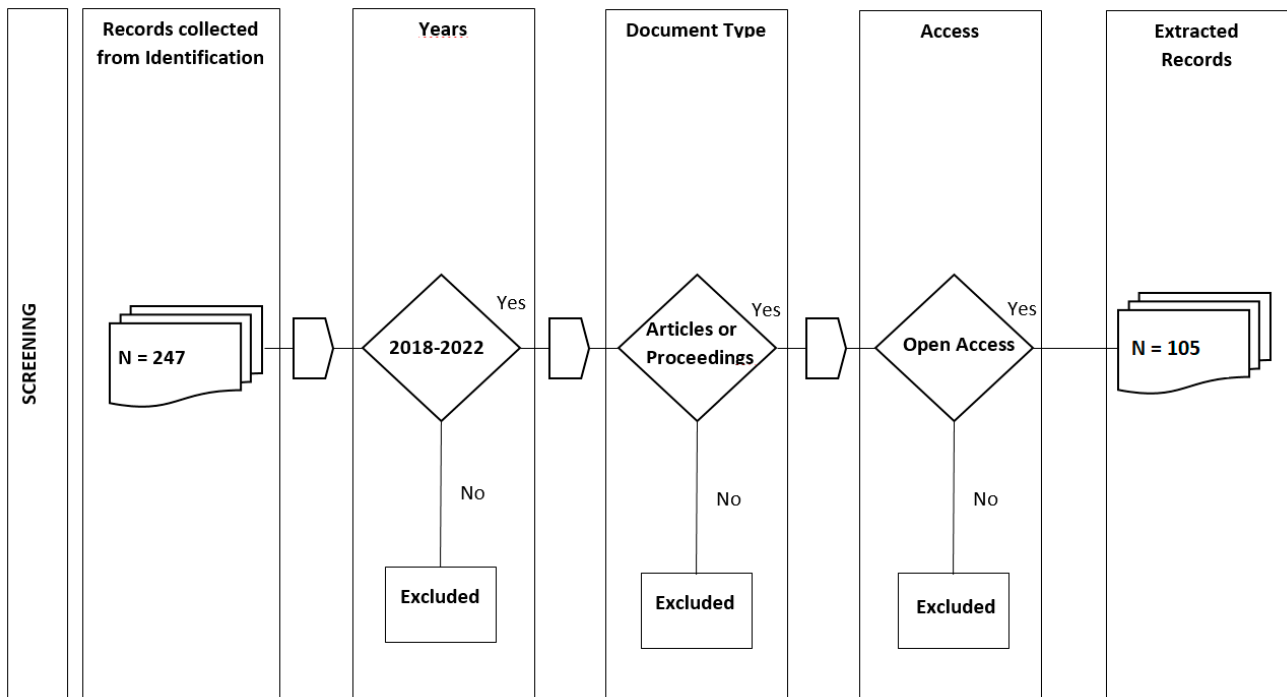 SCREENING
Records collected
from Identification
N = 247
Years
2018-2022
Yes
No
Excluded
Document Type
Articles or
Proceedings
Yes
No
Excluded
Access
Open Access
Yes
No
Excluded
Extracted
Records
N = 105